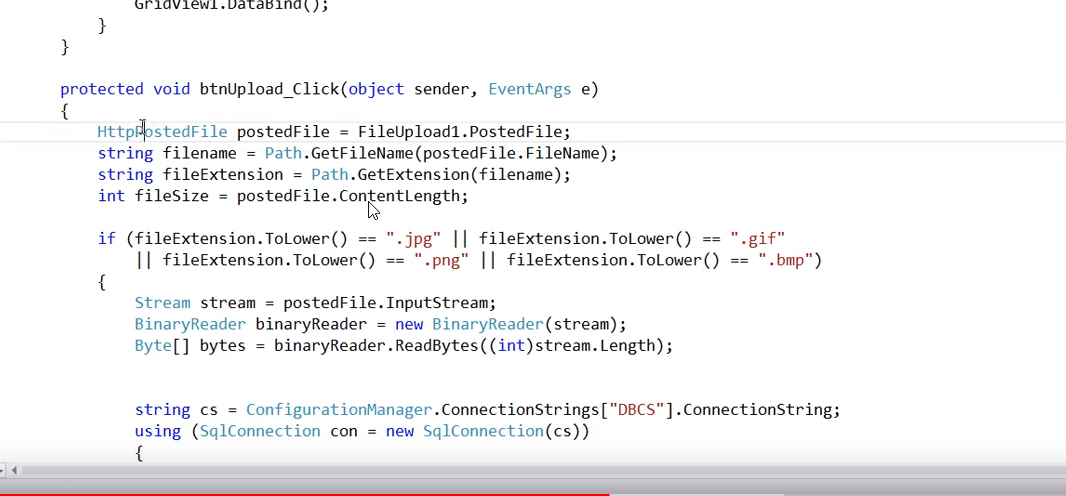 GridView1.DataBind();
}
}
protected void btnUpload_Click(object sender, EventArgs e)
{
HttpPostedFile postedFile = FileUpload1.PostedFile;
string filename = Path.GetFileName(postedFile.FileName);
string fileExtension = Path.GetExtension(filename);
int fileSize = postedFile.ContentLength;
if (fileExtension.ToLower() == ".jpg" || fileExtension.ToLower() == ".gif"
|| fileExtension.ToLower() == ".png" || fileExtension.ToLower() == ".bmp")
{
Stream stream = postedFile.InputStream;
BinaryReader binaryReader = new BinaryReader(stream);
Byte[] bytes = binaryReader.ReadBytes((int)stream.Length);
string cs = ConfigurationManager.ConnectionStrings["DBCS"].ConnectionString;
using (SqlConnection con = new SqlConnection(cs))
{